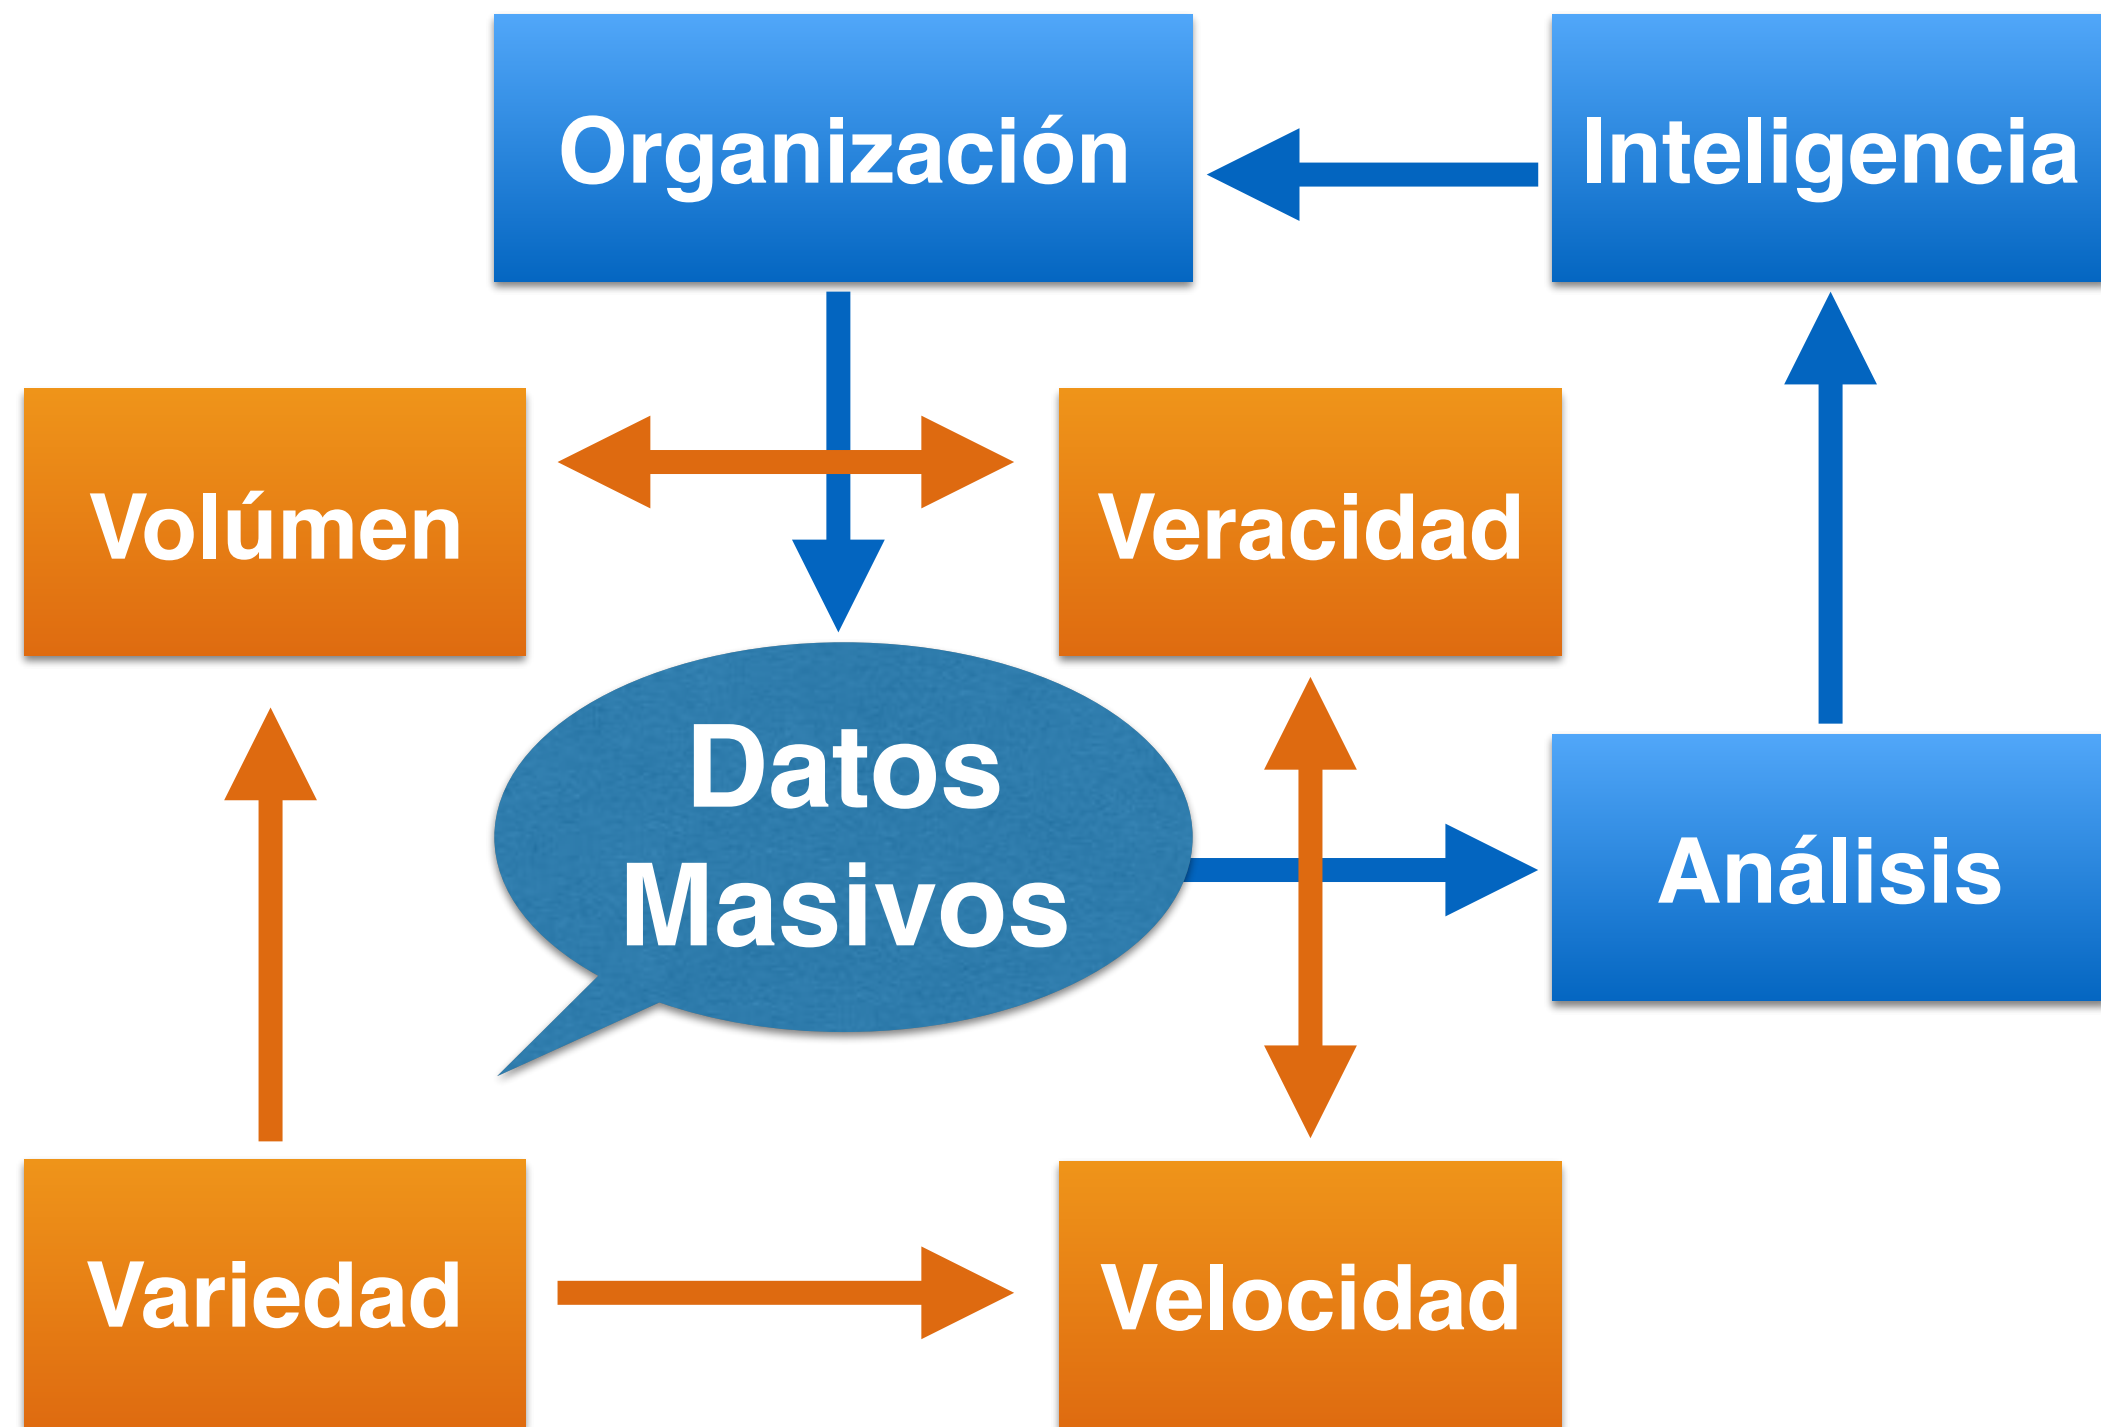 Organización
Inteligencia
Volúmen
Veracidad
Datos
Masivos
Análisis
Variedad
Velocidad